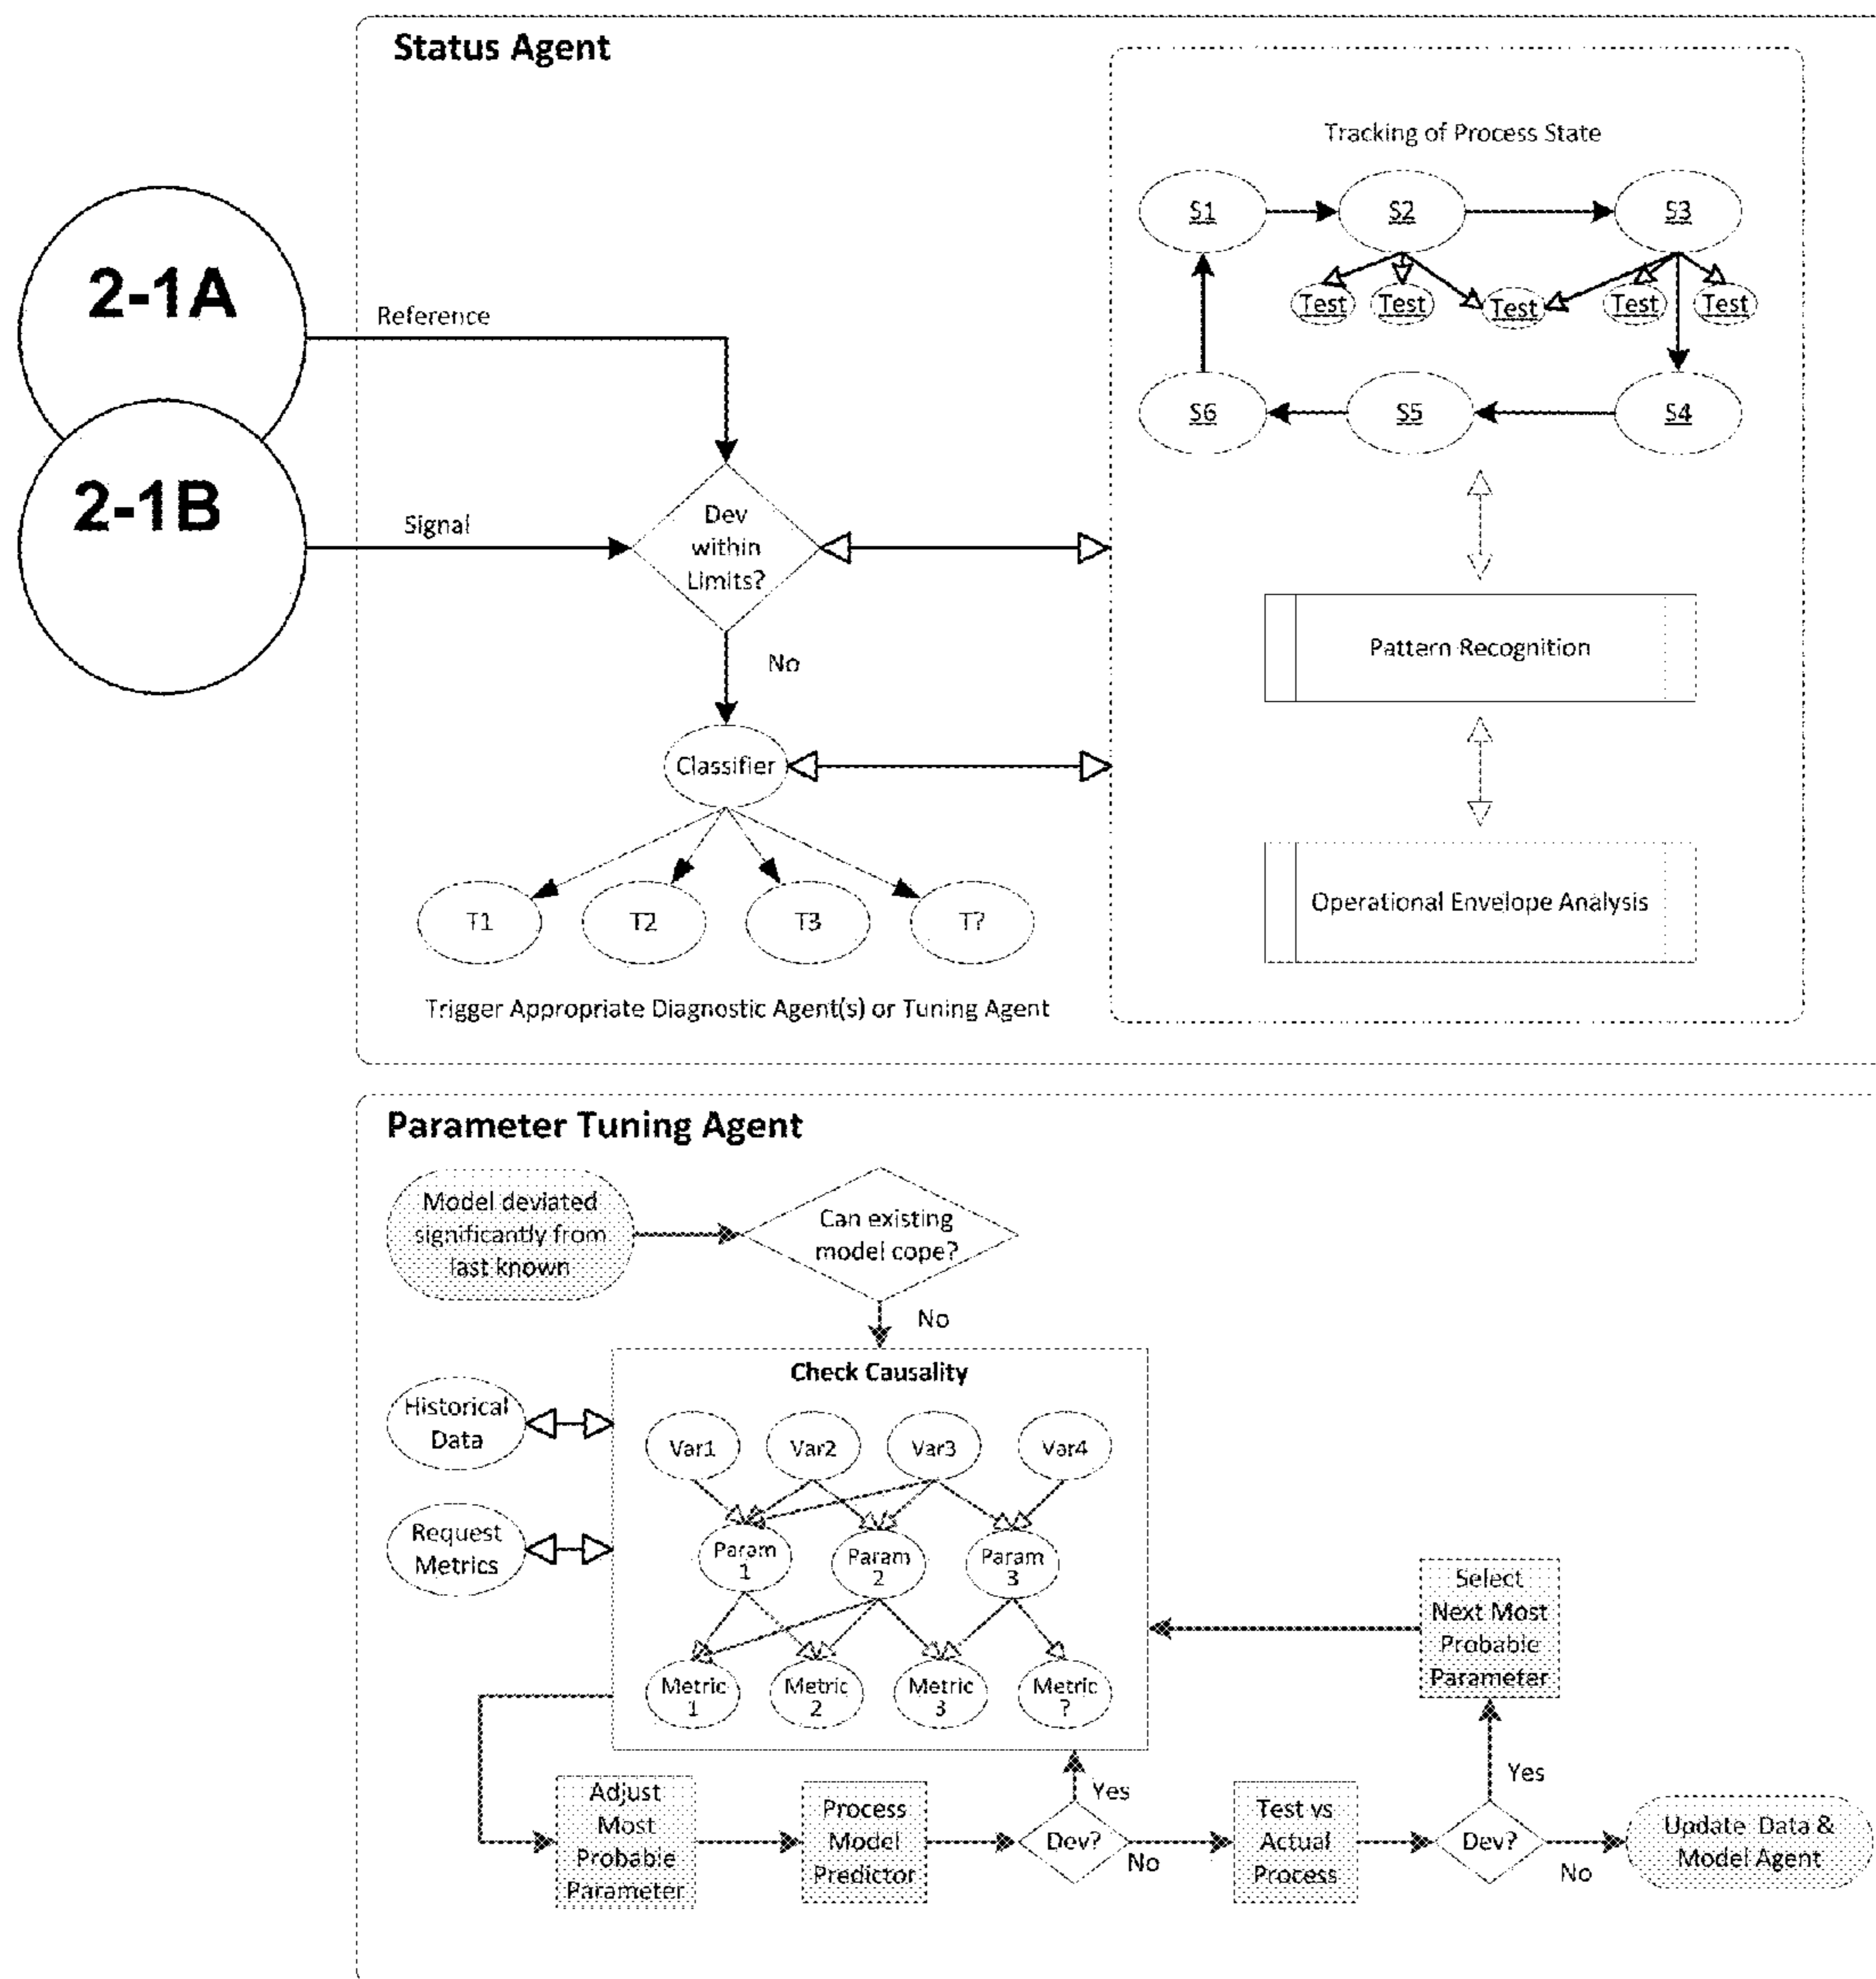 Status Agent
Tracking of Process State
S1
S2
S3
Test
Test
Test
Test
Test
S6
S5
S4
2-1A
Reference
2-1B
Signal
Dev
within
Limits?
No
Pattern Recognition
Classifier
Operational Envelope Analysis
T1
T2
T3
T?
Trigger Appropriate Diagnostic Agent(s) or Tuning Agent
Parameter Tuning Agent
Model deviated
significantly from
last known
Can existing
model cope?
No
Check Causality
Historical
Data
Request
Metrics
Var1
Var2
Var3
Var4
Param
1
Param
2
Param
3
Metric
1
Metric
2
Metric
3
Metric
?
Select
Next Most
Probable
Parameter
Adjust
Most
Probable
Parameter
Process
Model
Predictor
Yes
Dev?
No
Test vs
Actual
Process
Yes
Dev?
No
Update Data &
Model Agent